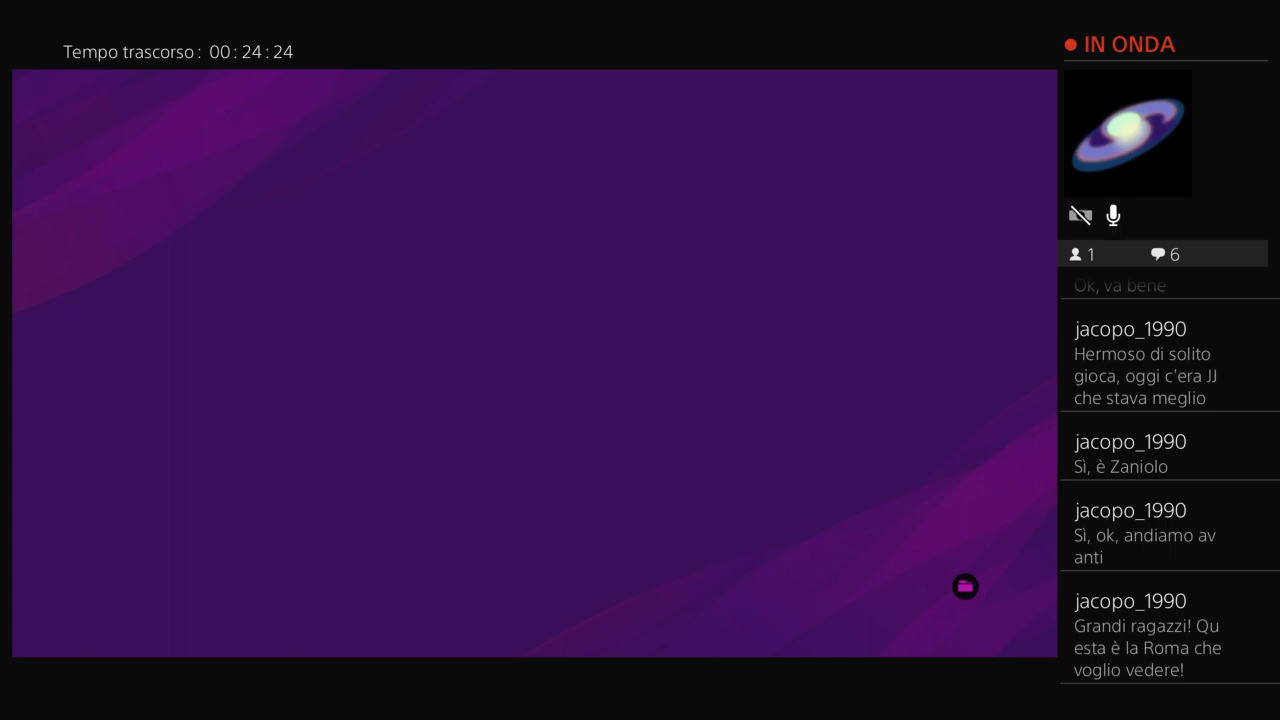 Tempo trascorso: 00:24:24
IN ONDA
1 6
Ok, va bene
jacopo_1990
Hermoso di solito
gioca, oggi c'era JJ
che stava meglio
jacopo_1990
Sì, è Zaniolo
jacopo_1990
Sì, ok, andiamo av
anti
jacopo_1990
Grandi ragazzi! Qu
esta è la Roma che
voglio vedere!